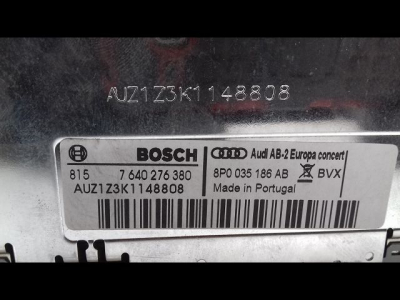 AUZ1Z3K1148808
BOSCH Audi AB-2 Europa concert
815 7 640 276 380 8P0 035 186 AB BVX
AUZ1Z3K1148808 Made in Portugal